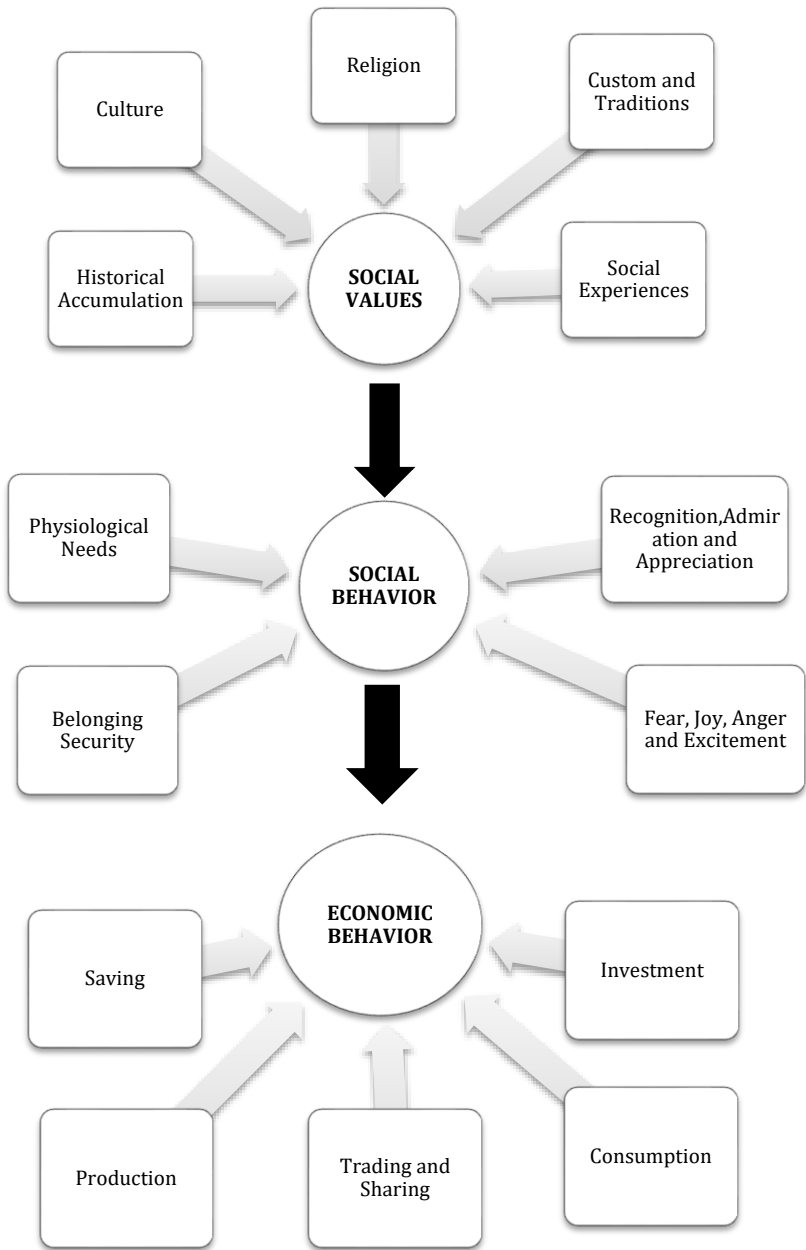 Religion
Culture
Custom and
Traditions
Historical
Accumulation
SOCIAL
VALUES
Social
Experiences
Physiological
Needs
SOCIAL
BEHAVIOR
Recognition,Admir
ation and
Appreciation
Belonging
Security
Fear, Joy, Anger
and Excitement
ECONOMIC
BEHAVIOR
Saving
Investment
Production
Trading and
Sharing
Consumption